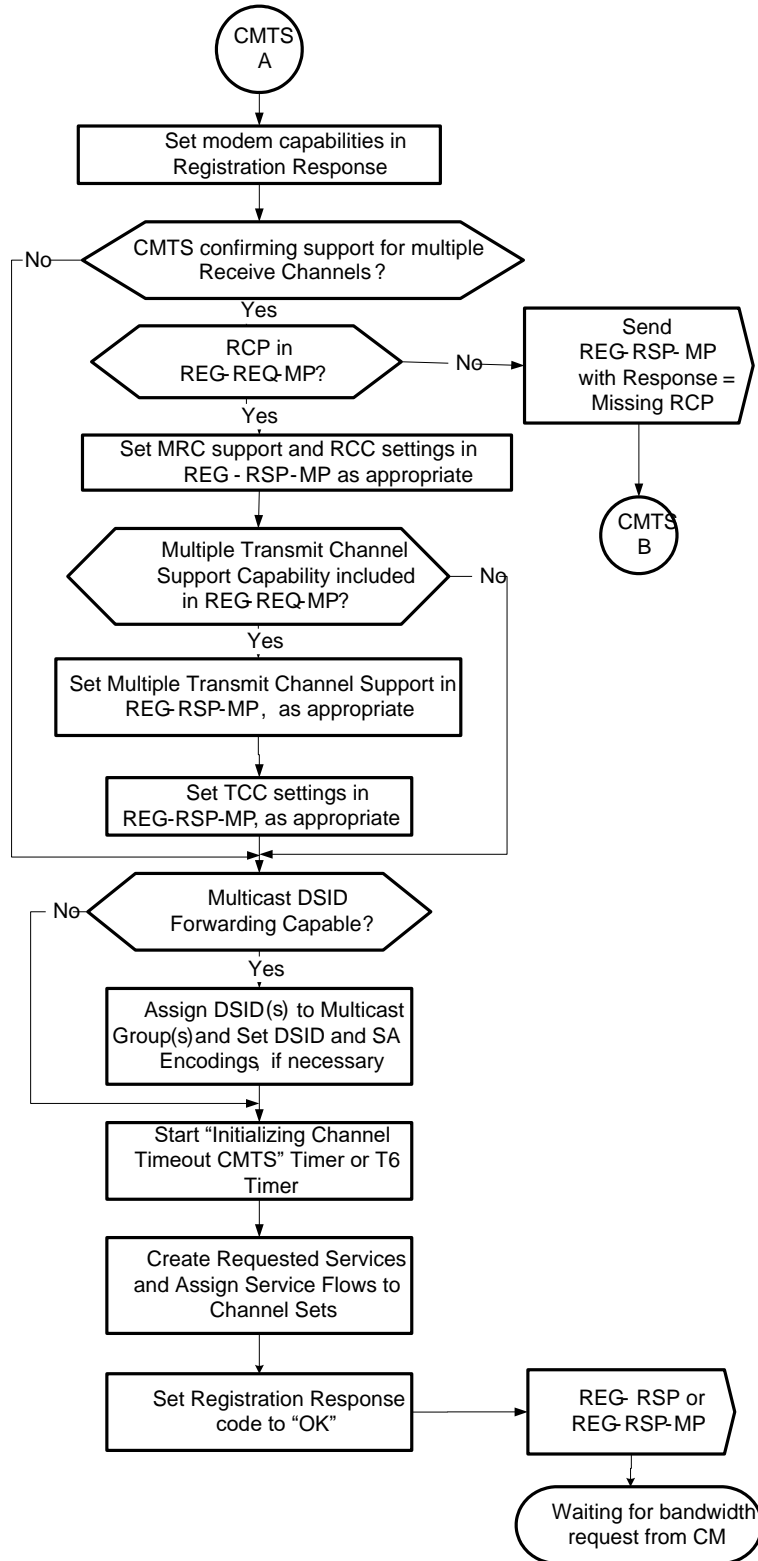 CMTS
A
Set modem capabilities in
Registration Response
CMTS confirming support for multiple
Receive Channels?
No
Yes
RCP in
REG-REQ-MP?
No
Send
REG-RSP-MP
with Response =
Missing RCP
CMTS
B
Yes
Set MRC support and RCC settings in
REG - RSP-MP as appropriate
Multiple Transmit Channel
Support Capability included
in REG-REQ-MP?
No
Yes
Set Multiple Transmit Channel Support in
REG-RSP-MP, as appropriate
Set TCC settings in
REG-RSP-MP, as appropriate
Multicast DSID
Forwarding Capable?
No
Yes
Assign DSID(s) to Multicast
Group(s) and Set DSID and SA
Encodings, if necessary
Start “Initializing Channel
Timeout CMTS” Timer or T6
Timer
Create Requested Services
and Assign Service Flows to
Channel Sets
Set Registration Response
code to “OK”
REG- RSP or
REG-RSP-MP
Waiting for bandwidth
request from CM